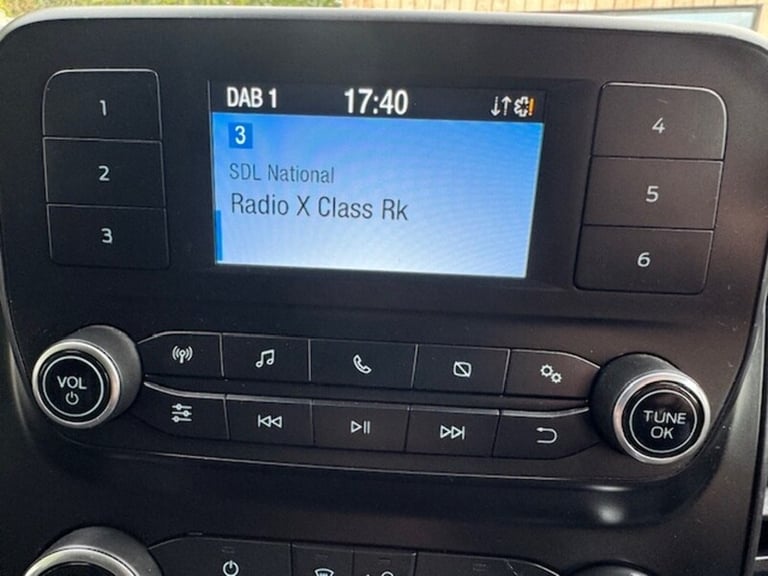 DAB 1 17:40
3
SDL National
Radio X Class Rk
1
2
3
4
5
6
VOL
TUNE
OK